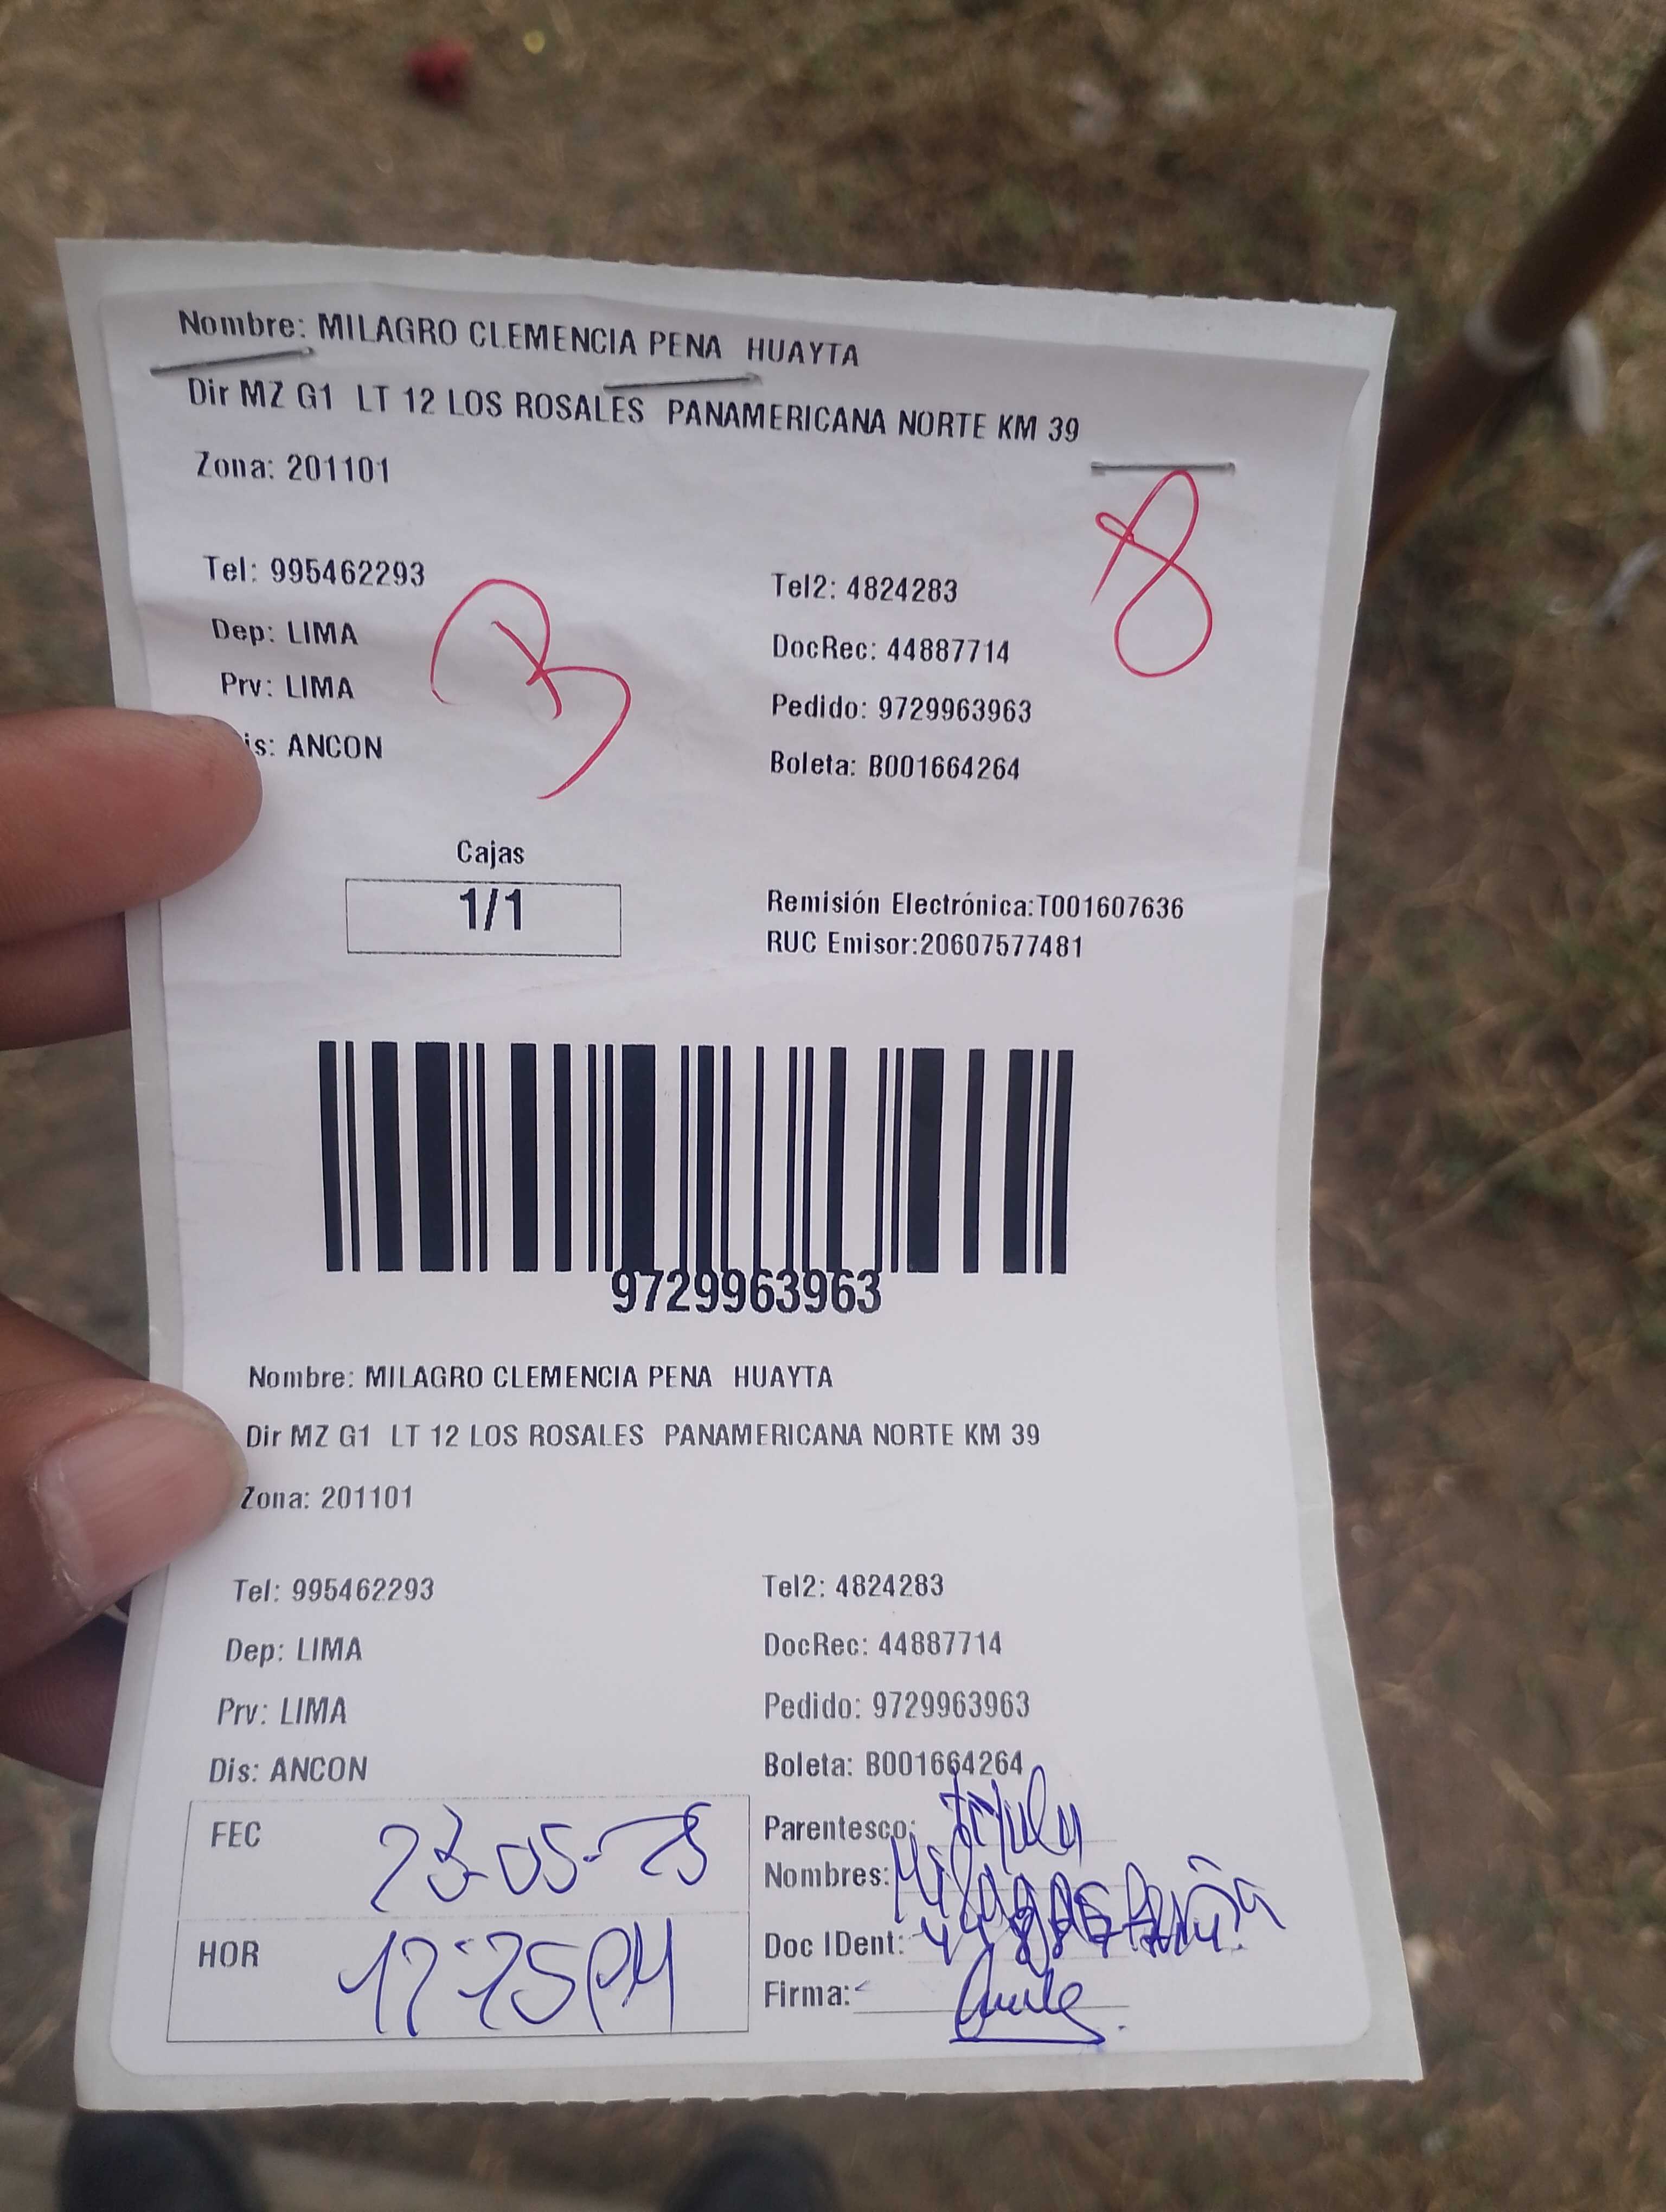 Nombre: MILAGRO CLEMENCIA PENA HUAYTA
Dir MZ G1 LT 12 LOS ROSALES PANAMERICANA NORTE KM 39
Zona: 201101
Tel: 995462293 Tel2: 4824283
Dep: LIMA DocRec: 44887714
Prv: LIMA Pedido: 9729963963
is: ANCON Boleta: B001664264
Cajas
1/1
Remisión Electrónica:T001607636
RUC Emisor:20607577481
9729963963
Nombre: MILAGRO CLEMENCIA PENA HUAYTA
Dir MZ G1 LT 12 LOS ROSALES PANAMERICANA NORTE KM 39
Zona: 201101
Tel: 995462293 Tel2: 4824283
Dep: LIMA DocRec: 44887714
Prv: LIMA Pedido: 9729963963
Dis: ANCON Boleta: B001664264
FEC 23-05-25 Parentesco:
Nombres: Milagros Peña
HOR Doc IDent:
Firma: